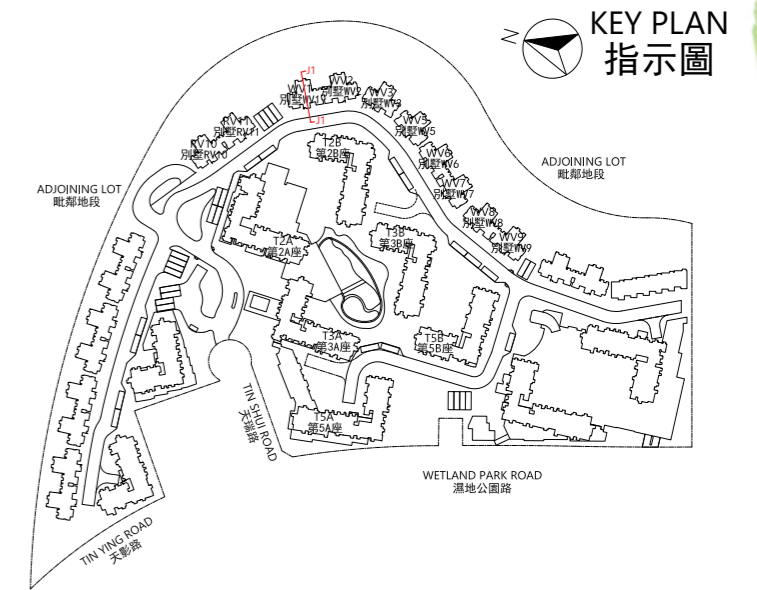 KEY PLAN
指示圖
N
J1
WV1
別墅WV1
J1
WV2
別墅WV2
WV3
別墅WV3
WV5
別墅WV5
WV6
別墅WV6
WV7
別墅WV7
WV8
別墅WV8
WV9
別墅WV9
RV11
別墅RV11
RV10
別墅RV10
ADJOINING LOT
毗鄰地段
ADJOINING LOT
毗鄰地段
T2B
第2B座
T2A
第2A座
T3B
第3B座
T3A
第3A座
T5B
第5B座
T5A
第5A座
TIN SHUI ROAD
天瑞路
WETLAND PARK ROAD
濕地公園路
TIN YING ROAD
天影路